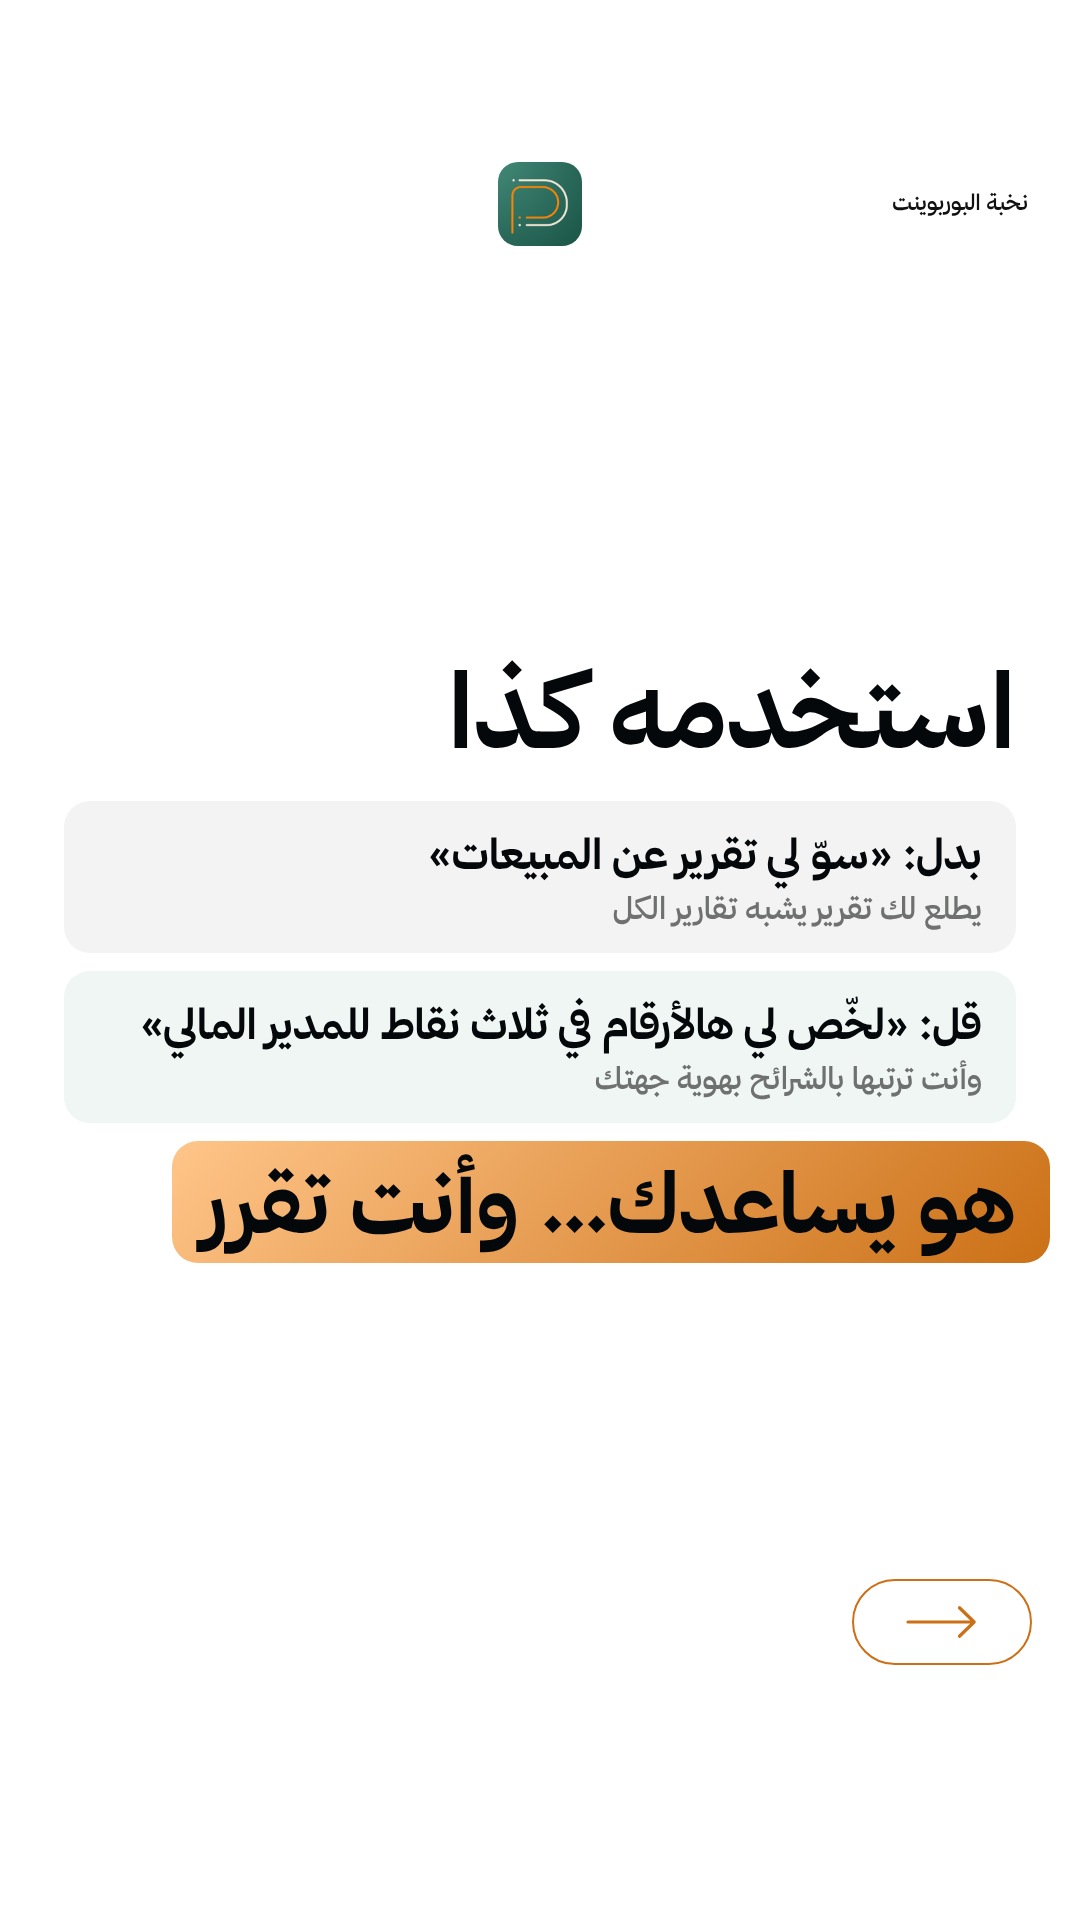 نخبة البوربوينت
استخدمه كذا
بدل: «سوّ لي تقرير عن المبيعات»
يطلع لك تقرير يشبه تقارير الكل
قل: «لخّص لي هالأرقام في ثلاث نقاط للمدير المالي»
وأنت ترتبها بالشرائح بهوية جهتك
هو يساعدك... وأنت تقرر